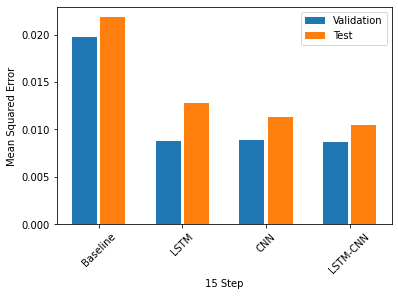 Mean Squared Error
0.020
0.015
0.010
0.005
0.000
Validation
Test
Baseline
LSTM
CNN
LSTM-CNN
15 Step